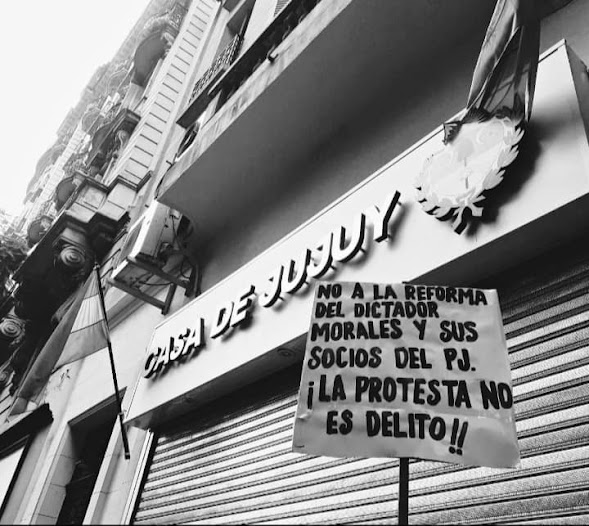 CASA DE JUJUY
NO A LA REFORMA
DEL DICTADOR
MORALES Y SUS
SOCIOS DEL PJ.
¡LA PROTESTA NO
ES DELITO!!